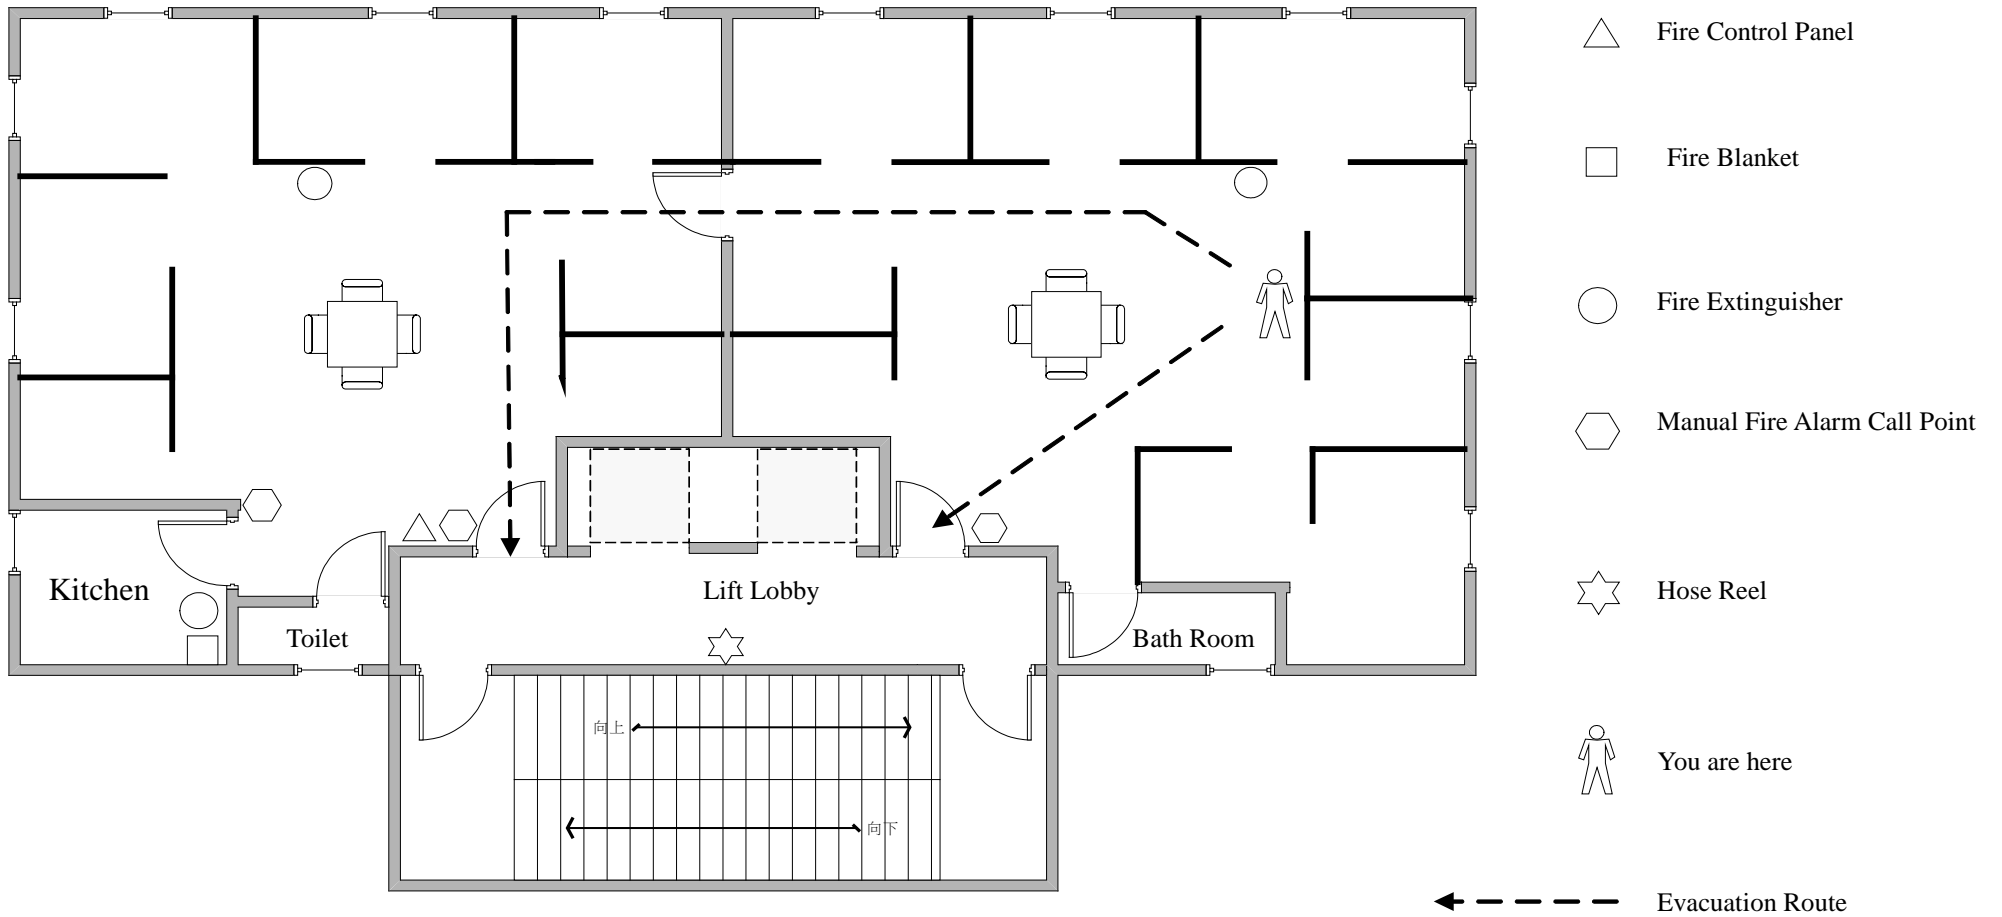 Fire Control Panel
Fire Blanket
Fire Extinguisher
Manual Fire Alarm Call Point
Kitchen
Lift Lobby
Hose Reel
Toilet
Bath Room
向上
You are here
向下
Evacuation Route